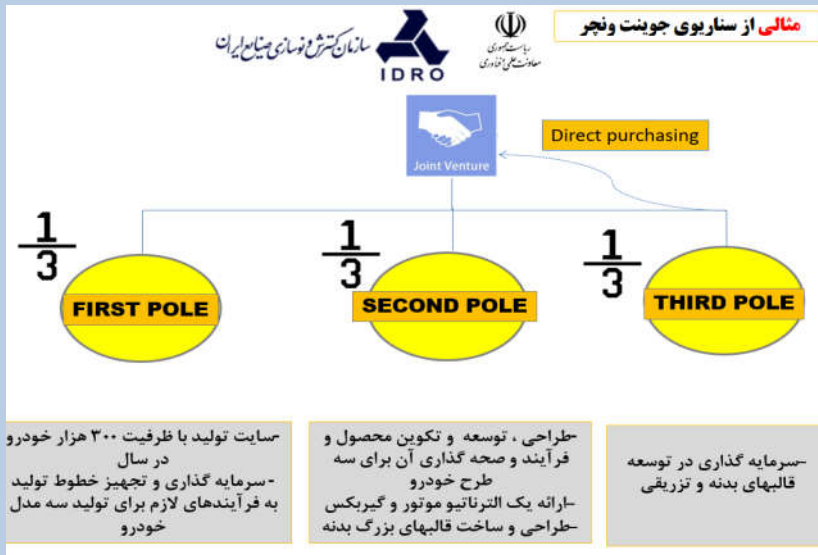 مثالی از سناریوی جوینت ونچر
ریاست جمهوری
معاونت علمی و فناوری
سازمان گسترش و نوسازی صنایع ایران
IDRO
Joint Venture
Direct purchasing
1
3
FIRST POLE
1
3
SECOND POLE
1
3
THIRD POLE
-سایت تولید با ظرفیت ۳۰۰ هزار خودرو
در سال
- سرمایه گذاری و تجهیز خطوط تولید
به فرآیندهای لازم برای تولید سه مدل
خودرو
-طراحی ، توسعه و تکوین محصول و
فرآیند و صحه گذاری آن برای سه
طرح خودرو
-ارائه یک الترناتیو موتور و گیربکس
-طراحی و ساخت قالبهای بزرگ بدنه
-سرمایه گذاری در توسعه
قالبهای بدنه و تزریقی